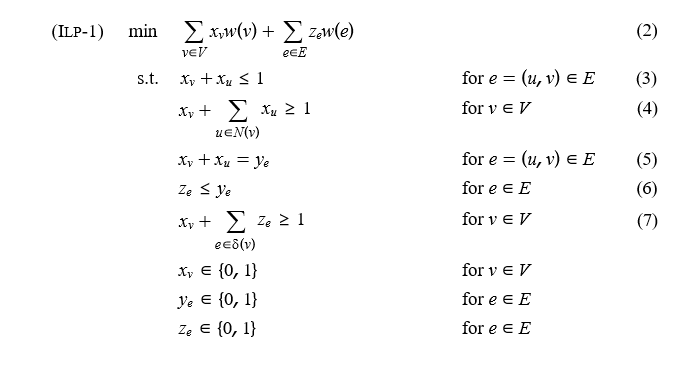 (ILP-1) min ∑_{v∈V} x_v w(v) + ∑_{e∈E} z_e w(e) (2)
s.t. x_v + x_u ≤ 1 for e = (u, v) ∈ E (3)
x_v + ∑_{u∈N(v)} x_u ≥ 1 for v ∈ V (4)
x_v + x_u = y_e for e = (u, v) ∈ E (5)
z_e ≤ y_e for e ∈ E (6)
x_v + ∑_{e∈δ(v)} z_e ≥ 1 for v ∈ V (7)
x_v ∈ {0, 1} for v ∈ V
y_e ∈ {0, 1} for e ∈ E
z_e ∈ {0, 1} for e ∈ E